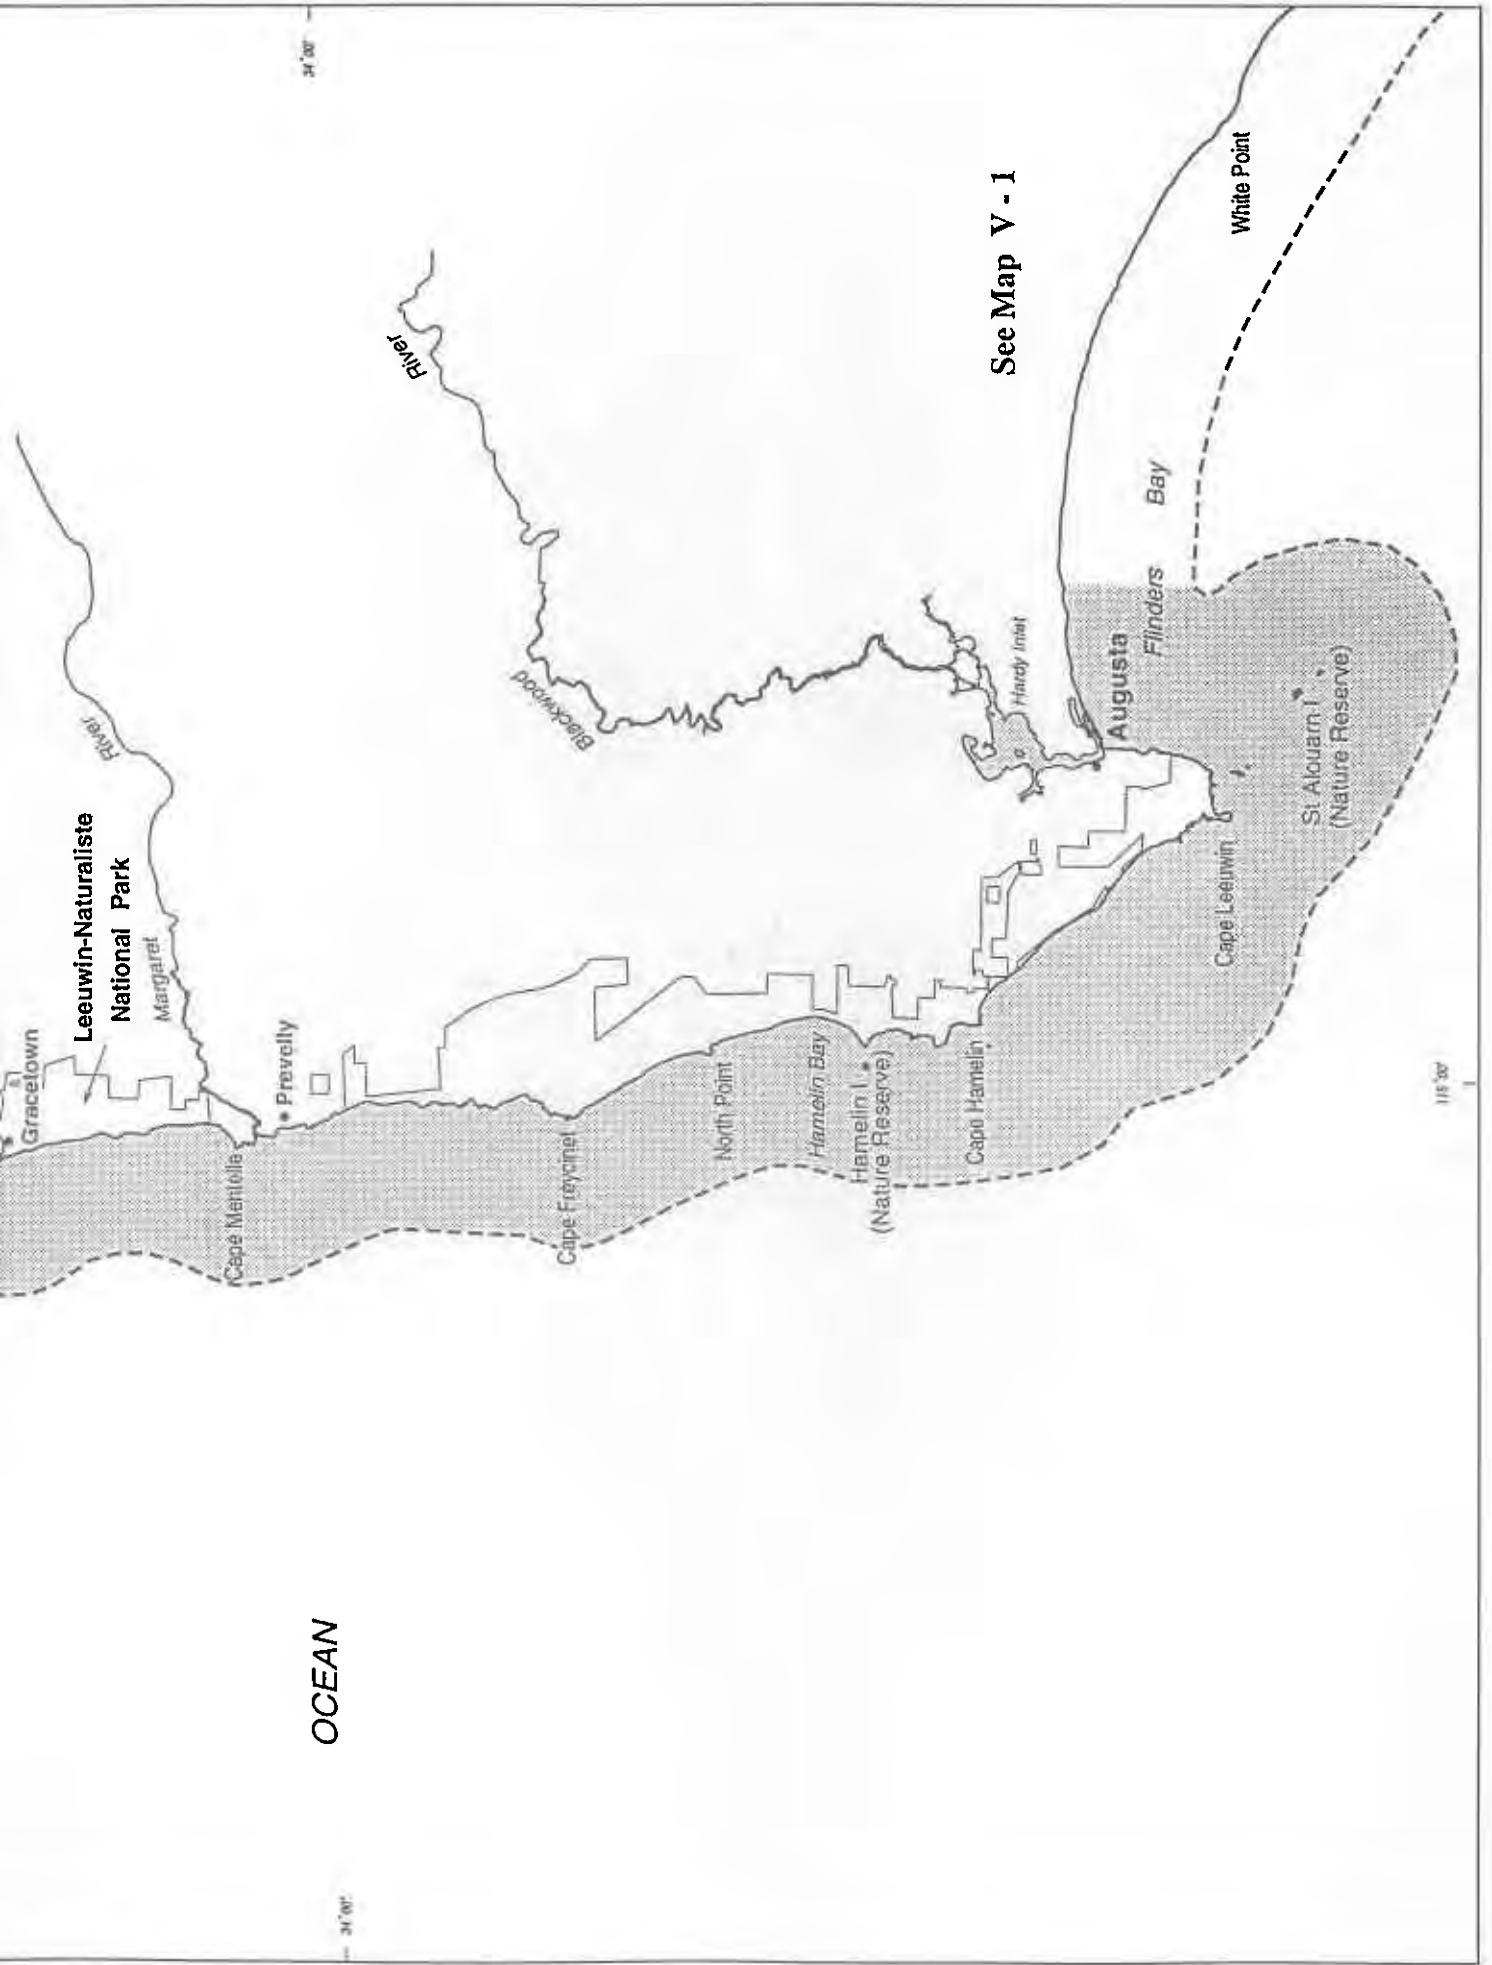 34°00'
River
Leeuwin-Naturaliste
National Park
Margaret
Gracetown
Prevelly
Cape Mentelle
Cape Freycinet
North Point
Hamelin Bay
Hamelin I
(Nature Reserve)
Cape Hamelin
River
Blackwood
Hardy Inlet
Augusta
See Map V - 1
White Point
Flinders Bay
St Alouarn I
(Nature Reserve)
Cape Leeuwin
OCEAN
34°00'
115°00'